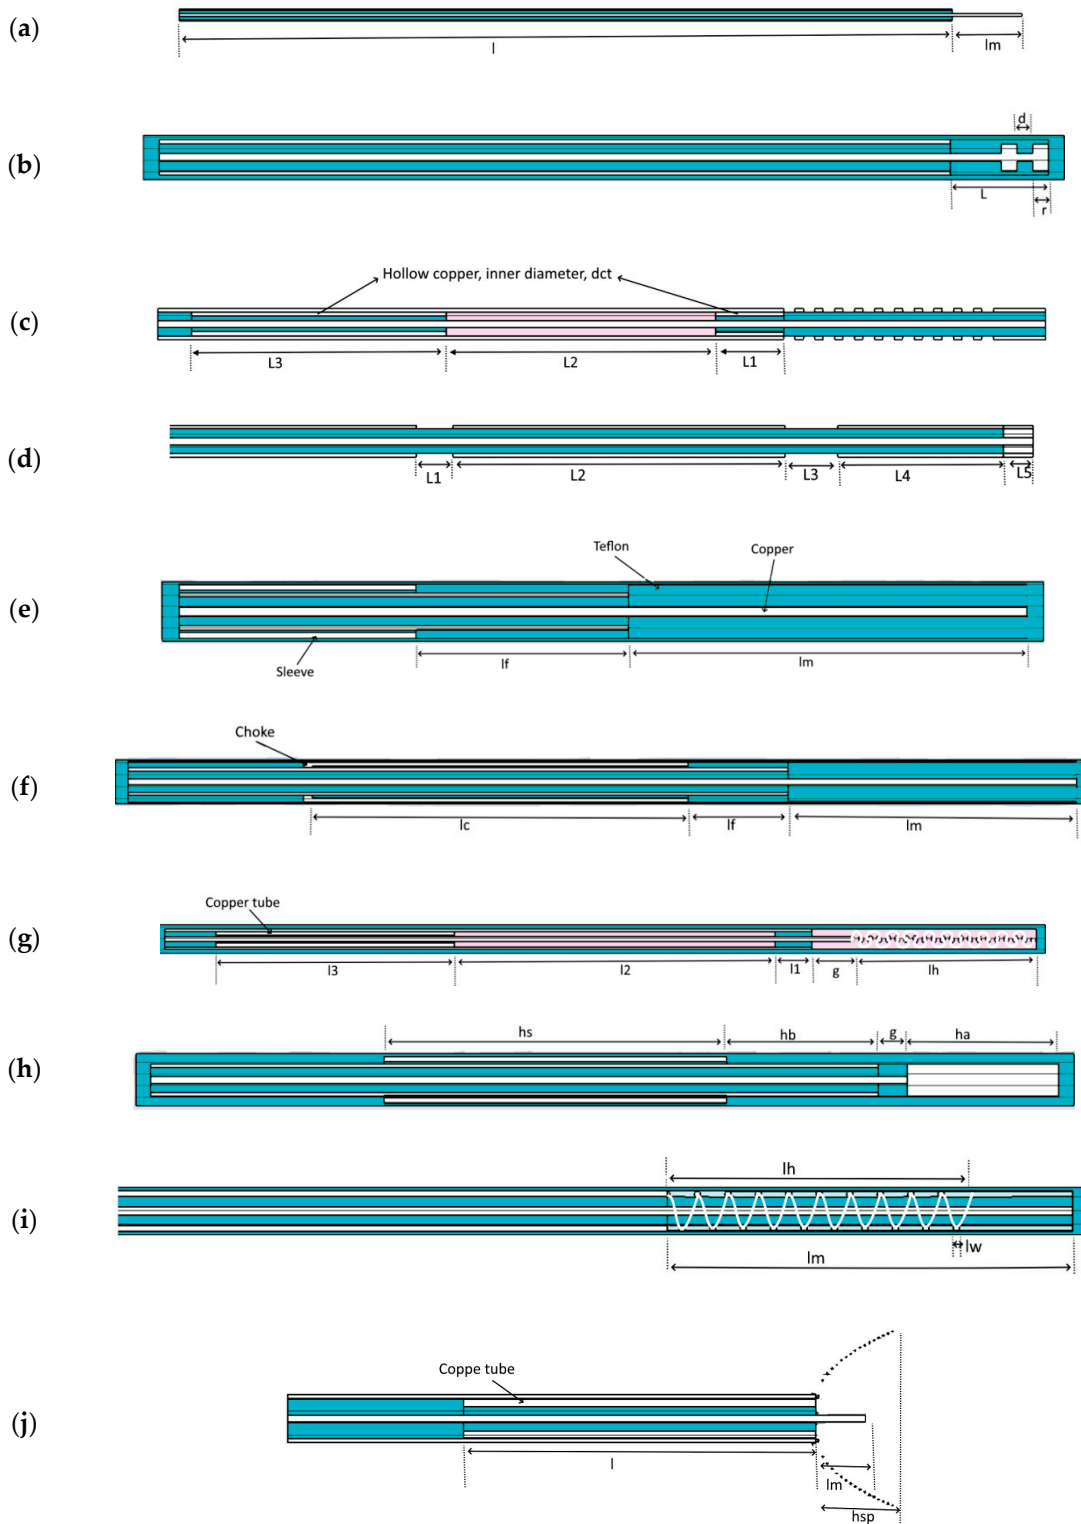 (a)
l
lm
(b)
d
L
r
Hollow copper, inner diameter, dct
(c)
L3
L2
L1
(d)
L1
L2
L3
L4
L5
Teflon
Copper
(e)
Sleeve
lf
lm
Choke
(f)
lc
lf
lm
Copper tube
(g)
l3
l2
l1
g
lh
hs
hb
g
ha
(h)
lh
(i)
lw
lm
Coppe tube
(j)
l
lm
hsp